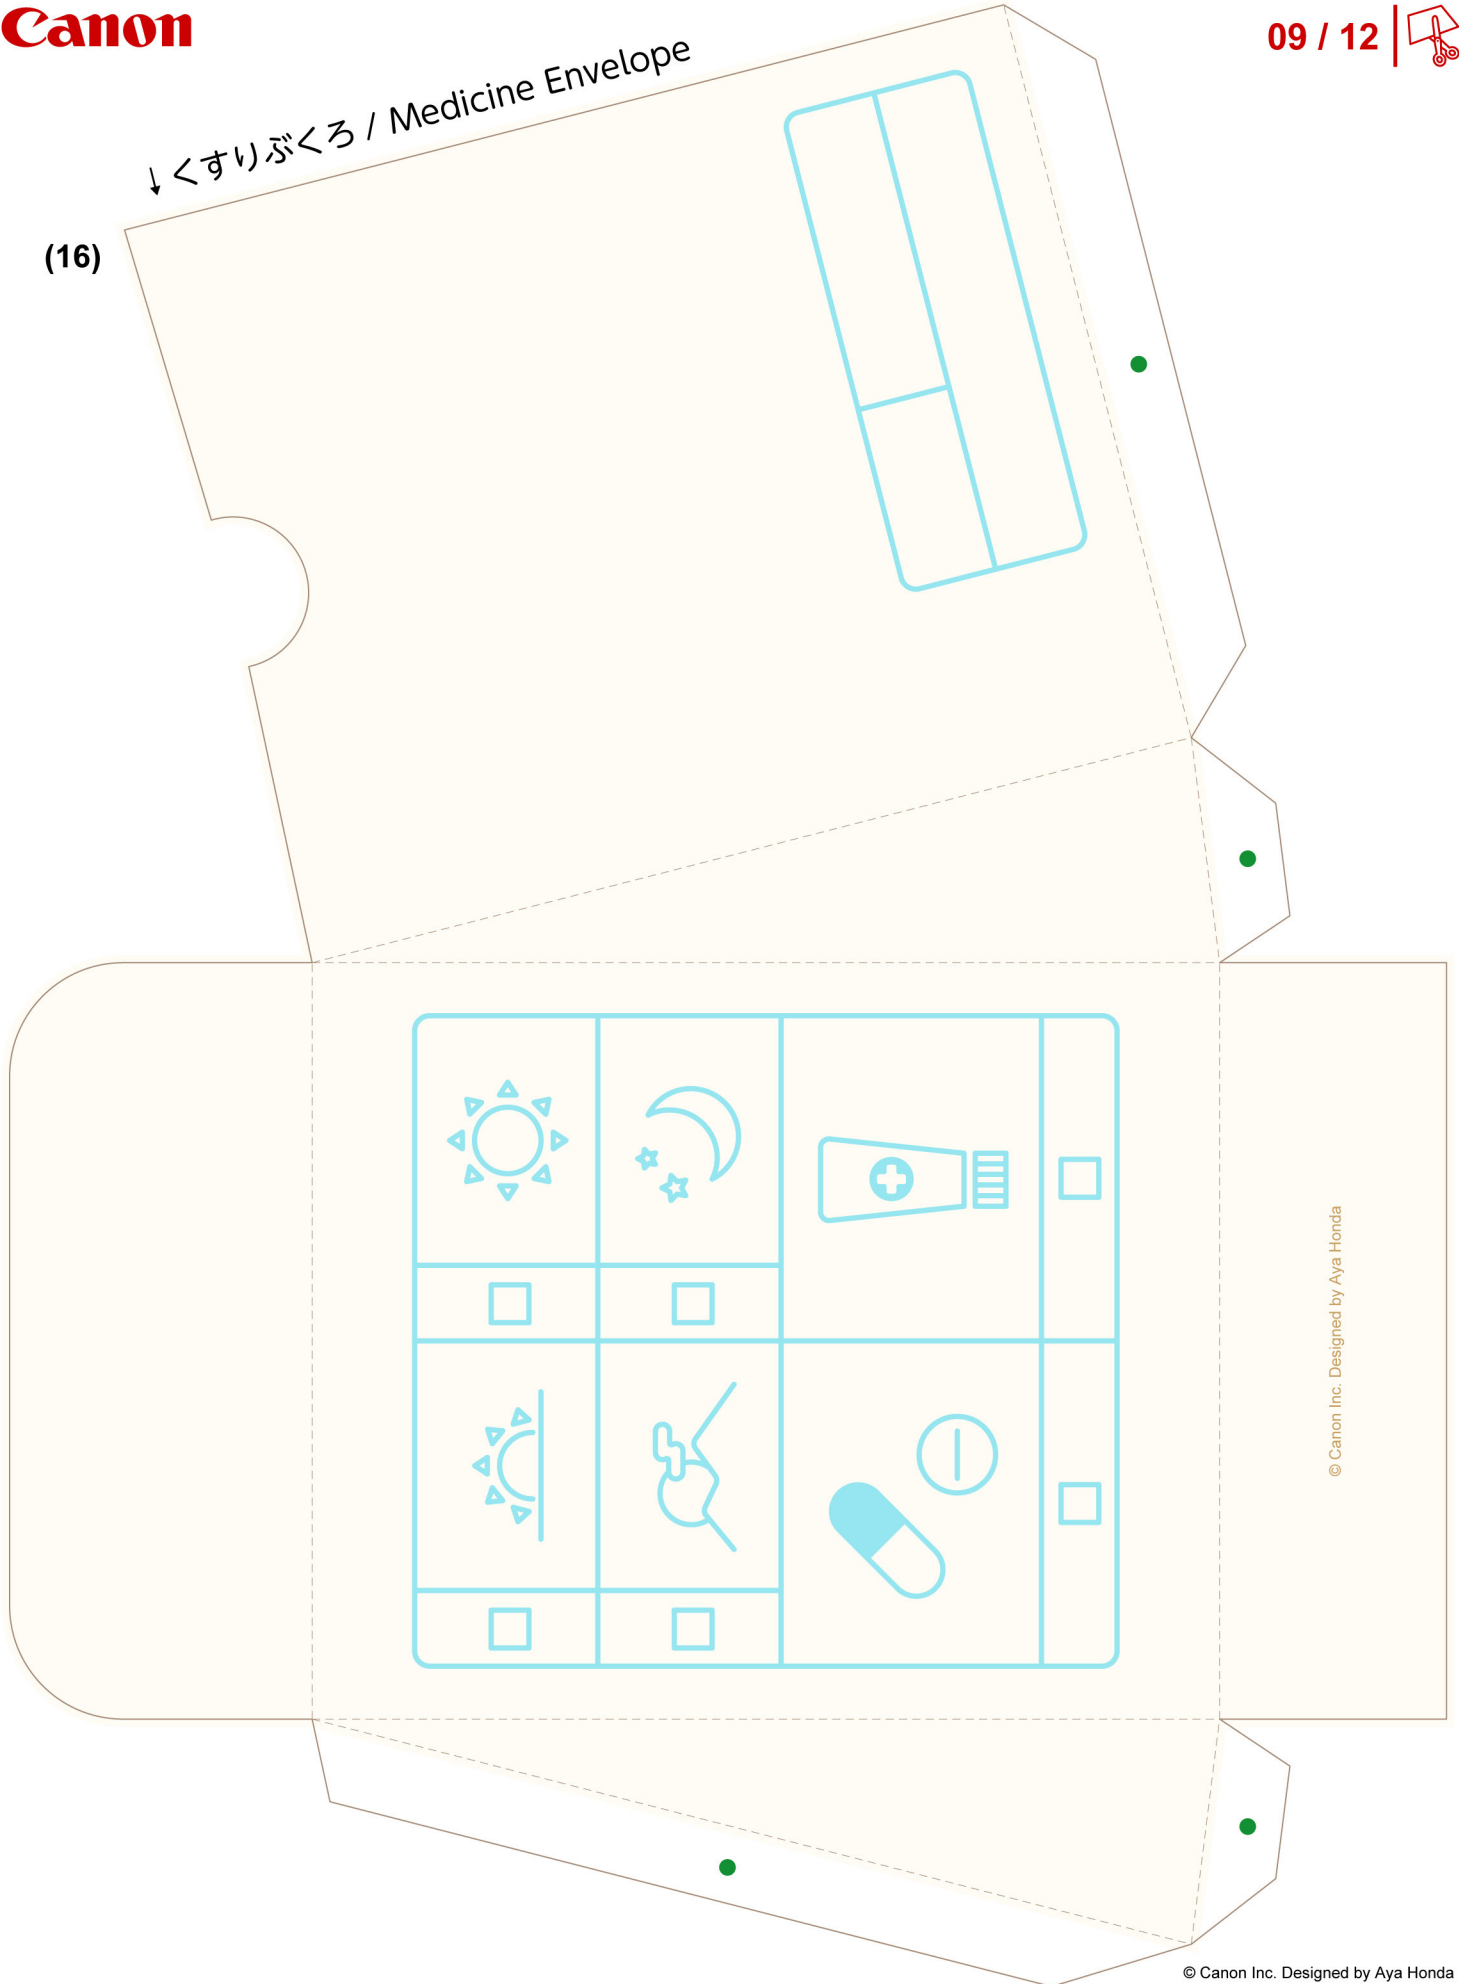 Canon
09 / 12
↓くすりぶくろ / Medicine Envelope
(16)
© Canon Inc. Designed by Aya Honda
© Canon Inc. Designed by Aya Honda